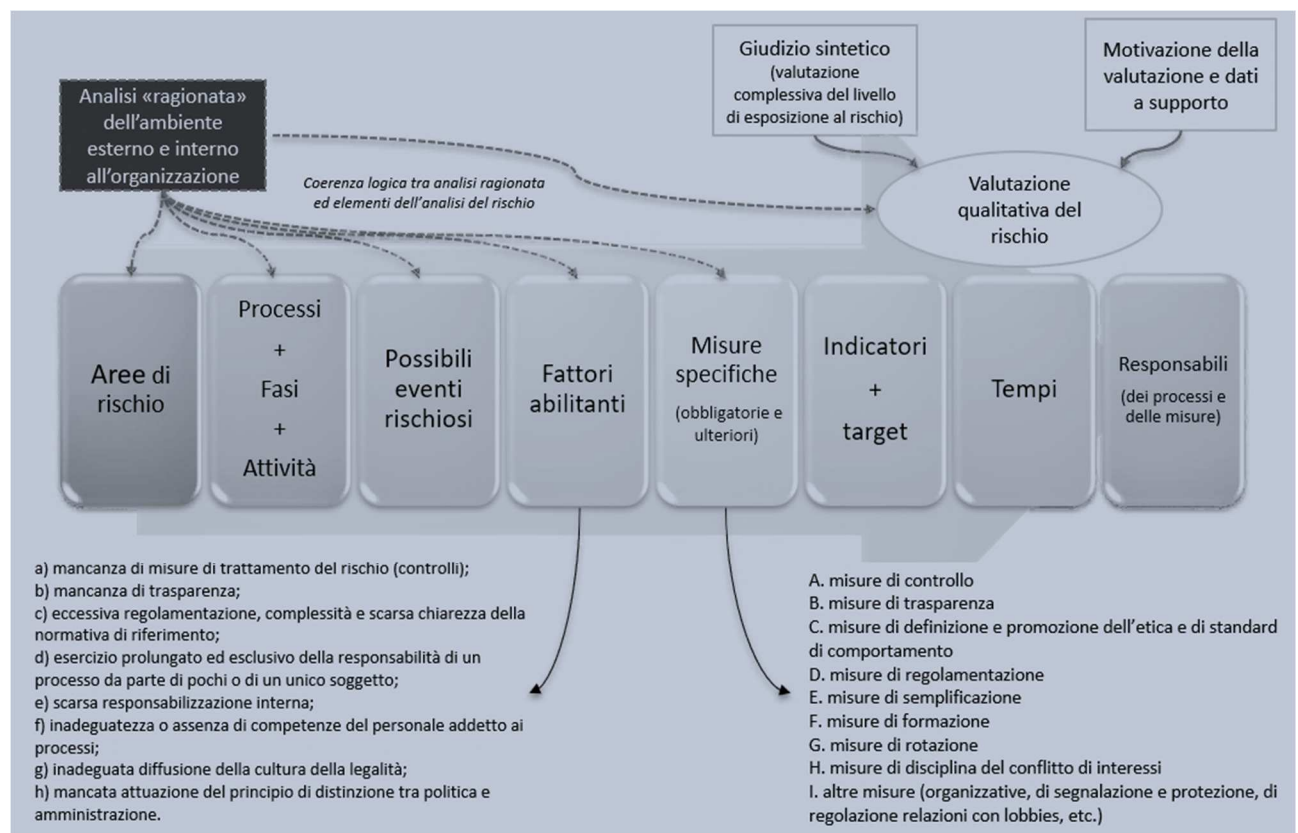 Giudizio sintetico
(valutazione
complessiva del livello
di esposizione al rischio)
Motivazione della
valutazione e dati
a supporto
Analisi «ragionata»
dell'ambiente
esterno e interno
all'organizzazione
Coerenza logica tra analisi ragionata
ed elementi dell'analisi del rischio
Valutazione
qualitativa del
rischio
Aree di
rischio
Processi
+
Fasi
+
Attività
Possibili
eventi
rischiosi
Fattori
abilitanti
Misure
specifiche
(obbligatorie e
ulteriori)
Indicatori
+
target
Tempi
Responsabili
(dei processi e
delle misure)
a) mancanza di misure di trattamento del rischio (controlli);
b) mancanza di trasparenza;
c) eccessiva regolamentazione, complessità e scarsa chiarezza della
normativa di riferimento;
d) esercizio prolungato ed esclusivo della responsabilità di un
processo da parte di pochi o di un unico soggetto;
e) scarsa responsabilizzazione interna;
f) inadeguatezza o assenza di competenze del personale addetto ai
processi;
g) inadeguata diffusione della cultura della legalità;
h) mancata attuazione del principio di distinzione tra politica e
amministrazione.
A. misure di controllo
B. misure di trasparenza
C. misure di definizione e promozione dell'etica e di standard
di comportamento
D. misure di regolamentazione
E. misure di semplificazione
F. misure di formazione
G. misure di rotazione
H. misure di disciplina del conflitto di interessi
I. altre misure (organizzative, di segnalazione e protezione, di
regolazione relazioni con lobbies, etc.)